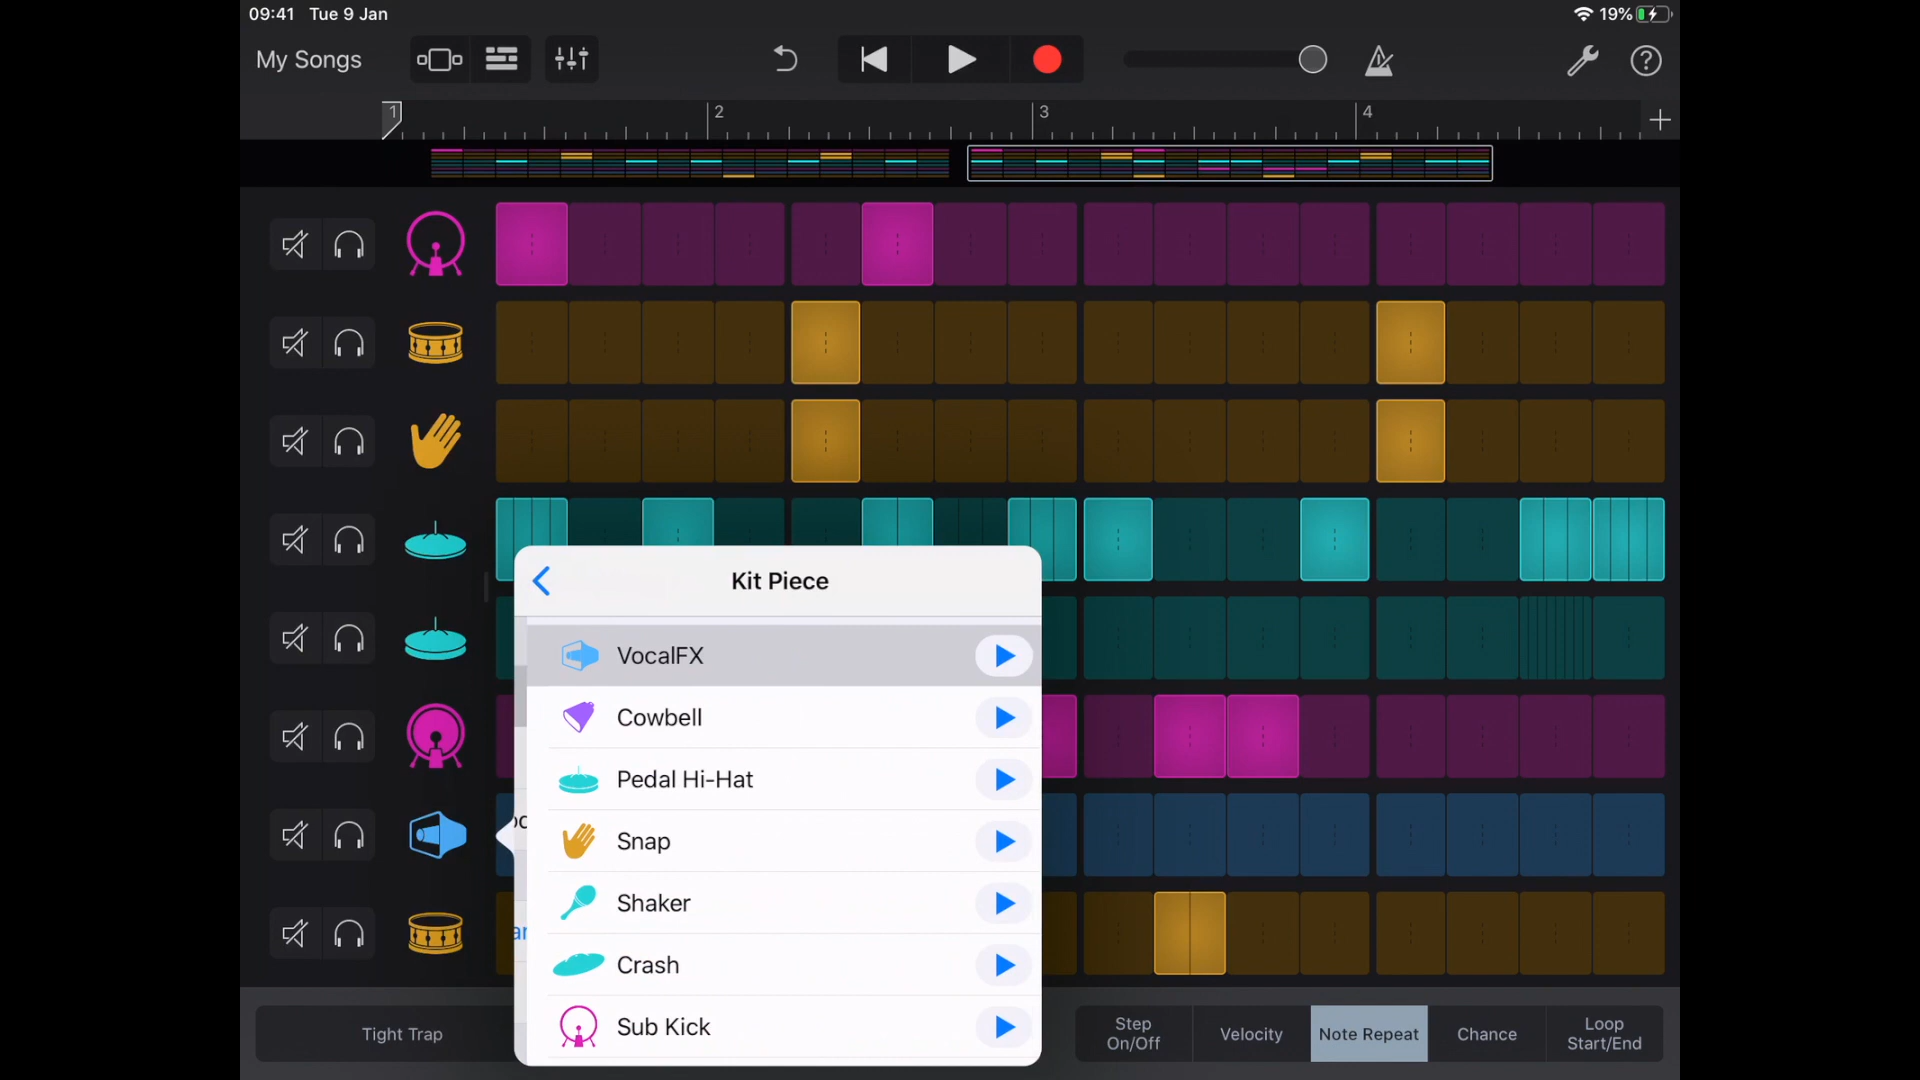 09:41 Tue 9 Jan
19%
My Songs
1 2 3 4
Kit Piece
VocalFX
Cowbell
Pedal Hi-Hat
Snap
Shaker
Crash
Sub Kick
Tight Trap
Step
On/Off
Velocity
Note Repeat
Chance
Loop
Start/End